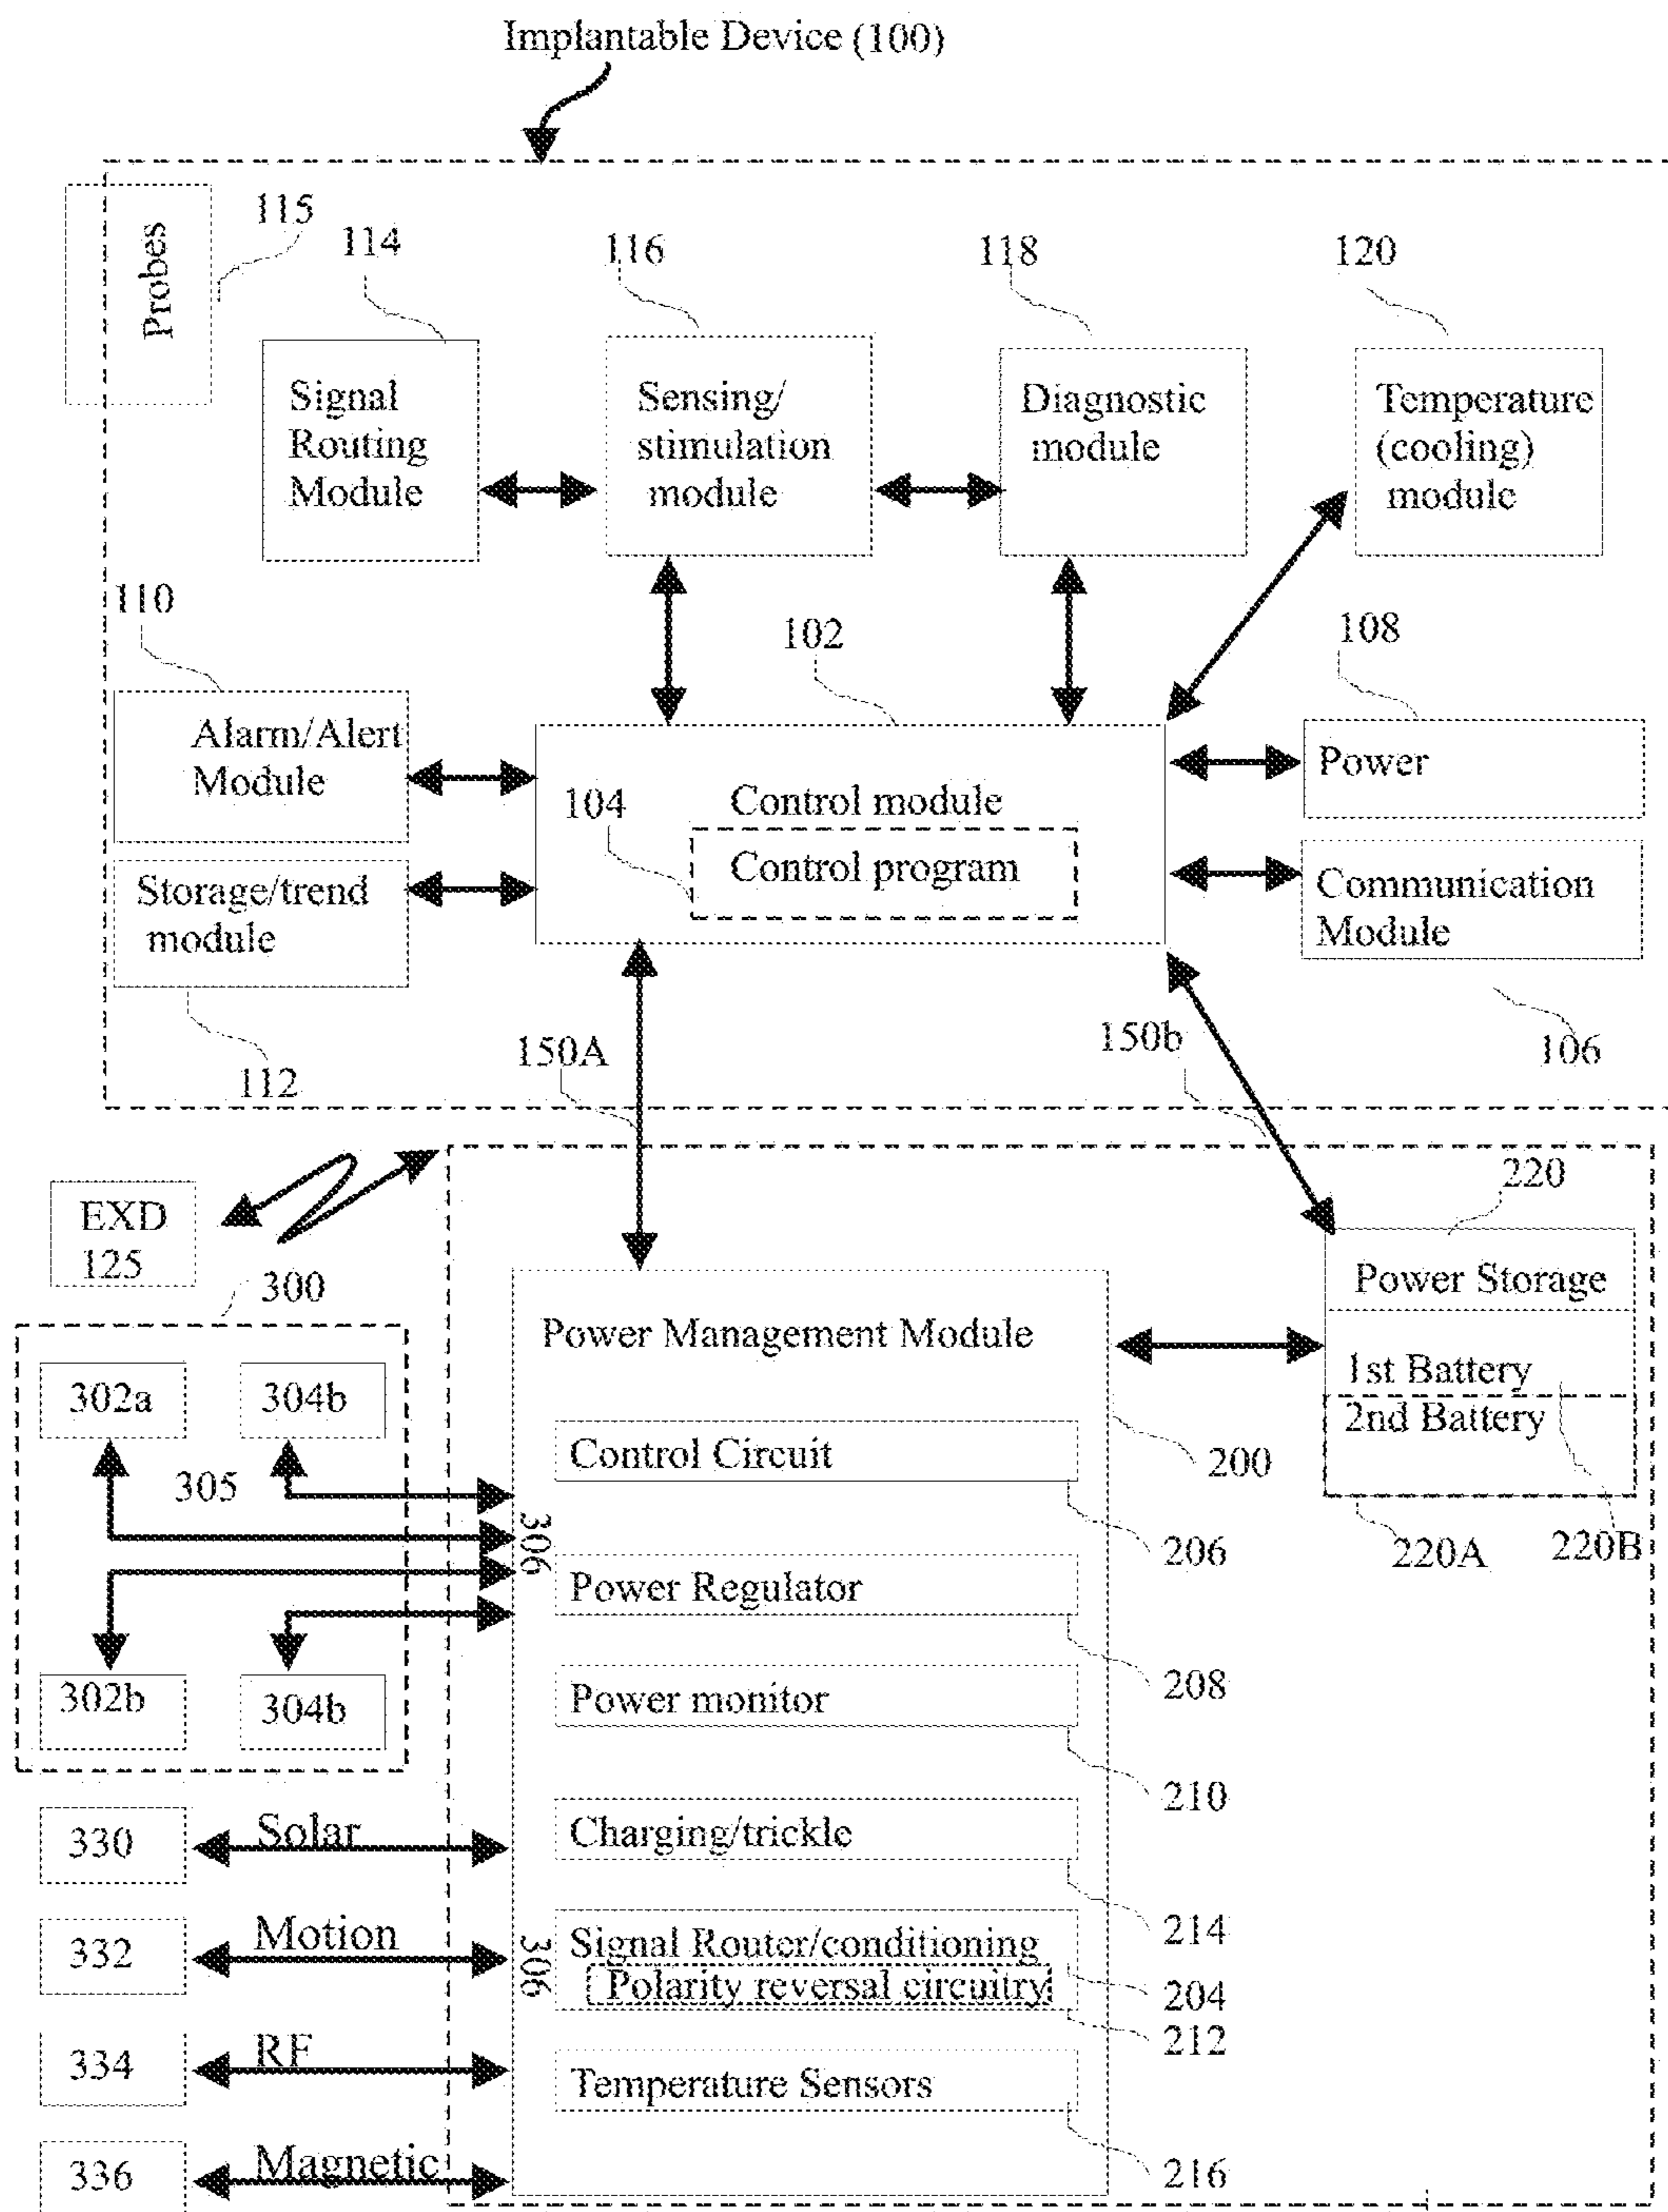 Implantable Device (100)
Probes
115
114
116
118
120
Signal
Routing
Module
Sensing/
stimulation
module
Diagnostic
module
Temperature
(cooling)
module
110
102
108
Alarm/Alert
Module
Control module
104
Control program
Power
Storage/trend
module
Communication
Module
112
150A
150b
106
EXD
125
220
300
Power Storage
1st Battery
2nd Battery
Power Management Module
302a
304b
305
Control Circuit
200
306
206
220A
220B
Power Regulator
208
302b
304b
Power monitor
210
330
Solar
Charging/trickle
214
332
Motion
306
Signal Router/conditioning
Polarity reversal circuitry
204
212
334
RF
Temperature Sensors
336
Magnetic
216